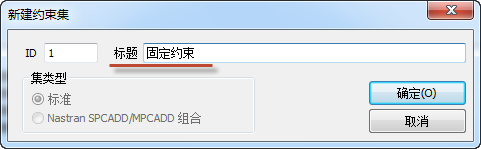 新建约束集
ID 1 标题 固定约束
集类型
标准
Nastran SPCADD/MPCADD 组合
确定(O)
取消